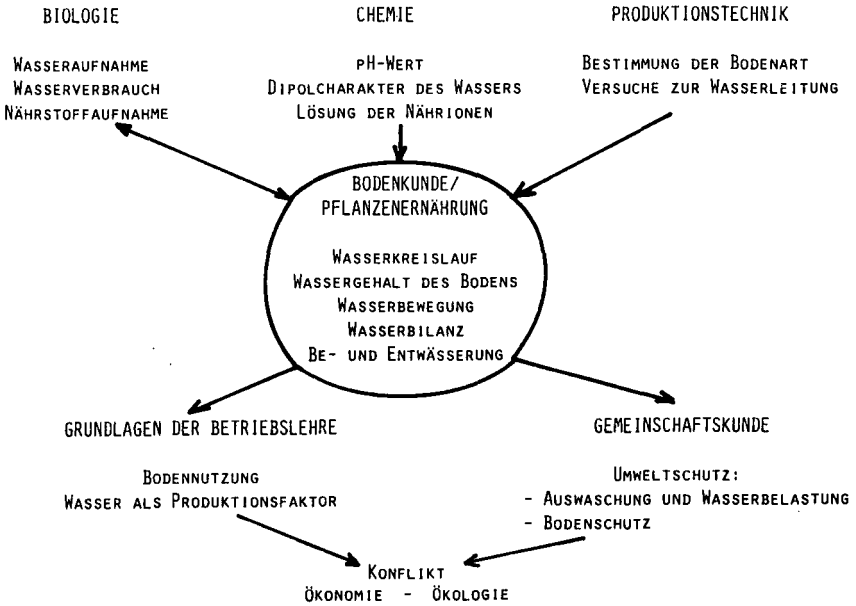 BIOLOGIE
WASSERAUFNAHME
WASSERVERBRAUCH
NÄHRSTOFFAUFNAHME
CHEMIE
PH-WERT
DIPOLCHARAKTER DES WASSERS
LÖSUNG DER NÄHRIONEN
PRODUKTIONSTECHNIK
BESTIMMUNG DER BODENART
VERSUCHE ZUR WASSERLEITUNG
BODENKUNDE/
PFLANZENERNÄHRUNG
WASSERKREISLAUF
WASSERGEHALT DES BODENS
WASSERBEWEGUNG
WASSERBILANZ
BE- UND ENTWÄSSERUNG
GRUNDLAGEN DER BETRIEBSLEHRE
BODENNUTZUNG
WASSER ALS PRODUKTIONSFAKTOR
GEMEINSCHAFTSKUNDE
UMWELTSCHUTZ:
- AUSWASCHUNG UND WASSERBELASTUNG
- BODENSCHUTZ
KONFLIKT
ÖKONOMIE - ÖKOLOGIE